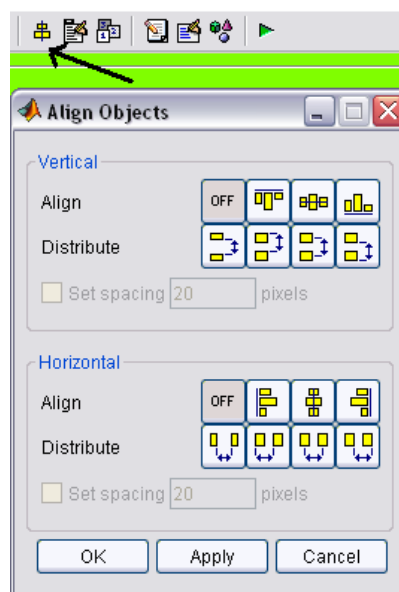 Align Objects
Vertical
Align OFF
Distribute
Set spacing 20 pixels
Horizontal
Align OFF
Distribute
Set spacing 20 pixels
OK Apply Cancel